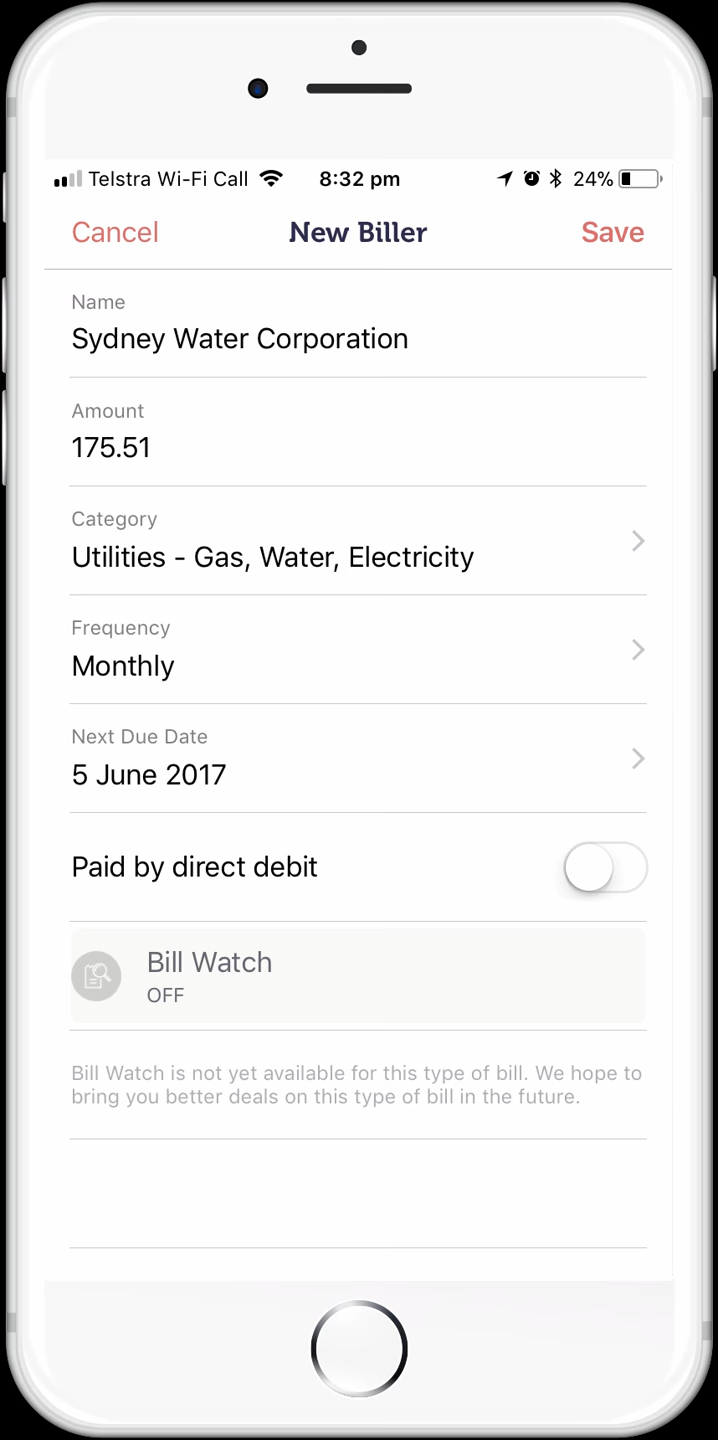 Telstra Wi-Fi Call 8:32 pm 24%
Cancel New Biller Save
Name
Sydney Water Corporation
Amount
175.51
Category
Utilities - Gas, Water, Electricity
Frequency
Monthly
Next Due Date
5 June 2017
Paid by direct debit
Bill Watch
OFF
Bill Watch is not yet available for this type of bill. We hope to
bring you better deals on this type of bill in the future.